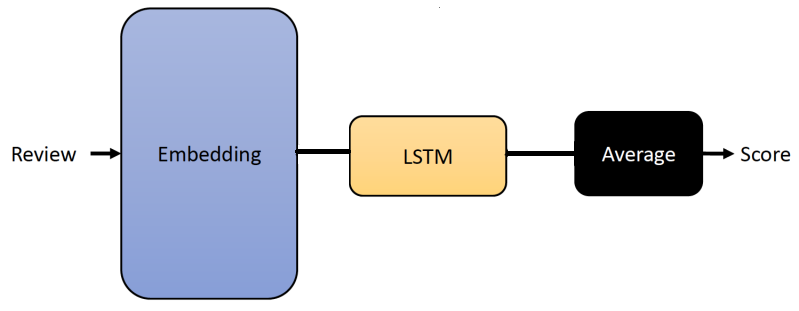 Review
Embedding
LSTM
Average
Score